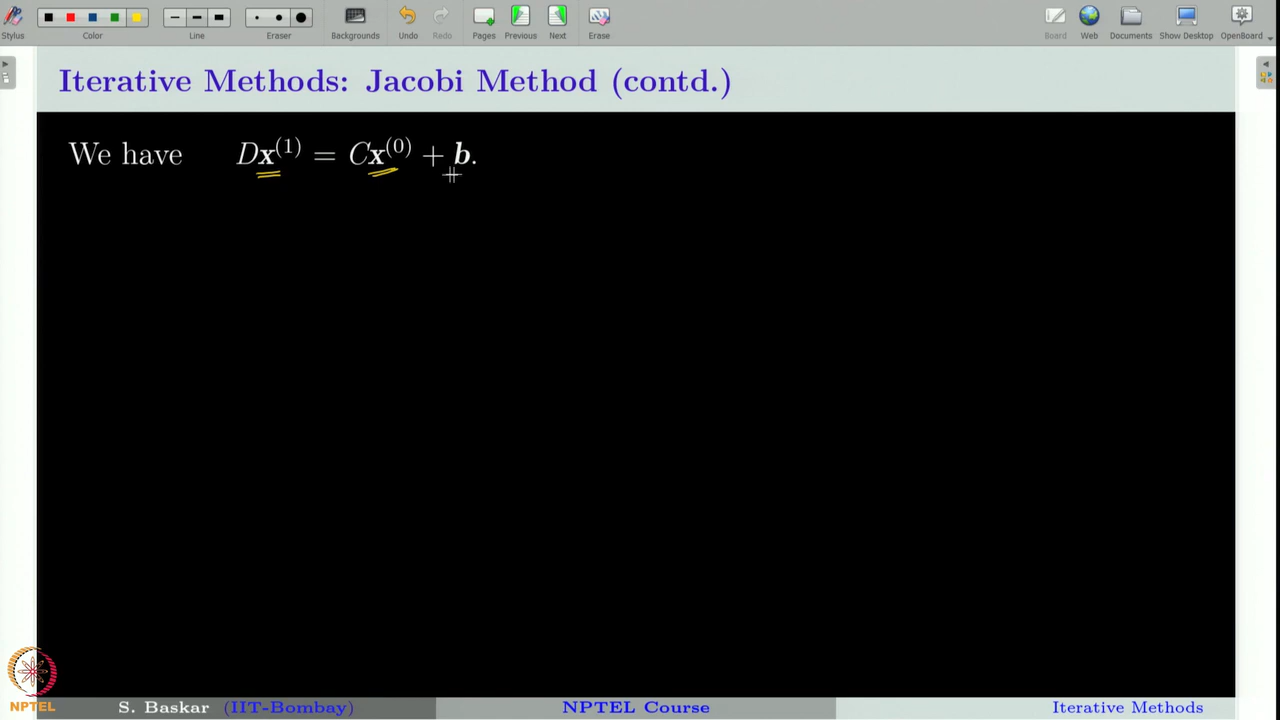 Stylus Color Line Eraser Backgrounds Undo Redo Pages Previous Next Erase Board Web Documents Show Desktop OpenBoard
Iterative Methods: Jacobi Method (contd.)
We have Dx⁽¹⁾ = Cx⁽⁰⁾ + b.
NPTEL
S. Baskar (IIT-Bombay) NPTEL Course Iterative Methods